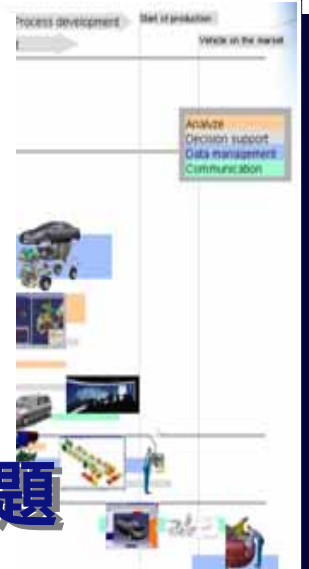 Process development
Start of production
Vehicle on the market
Analyze
Decision support
Data management
Communication
題